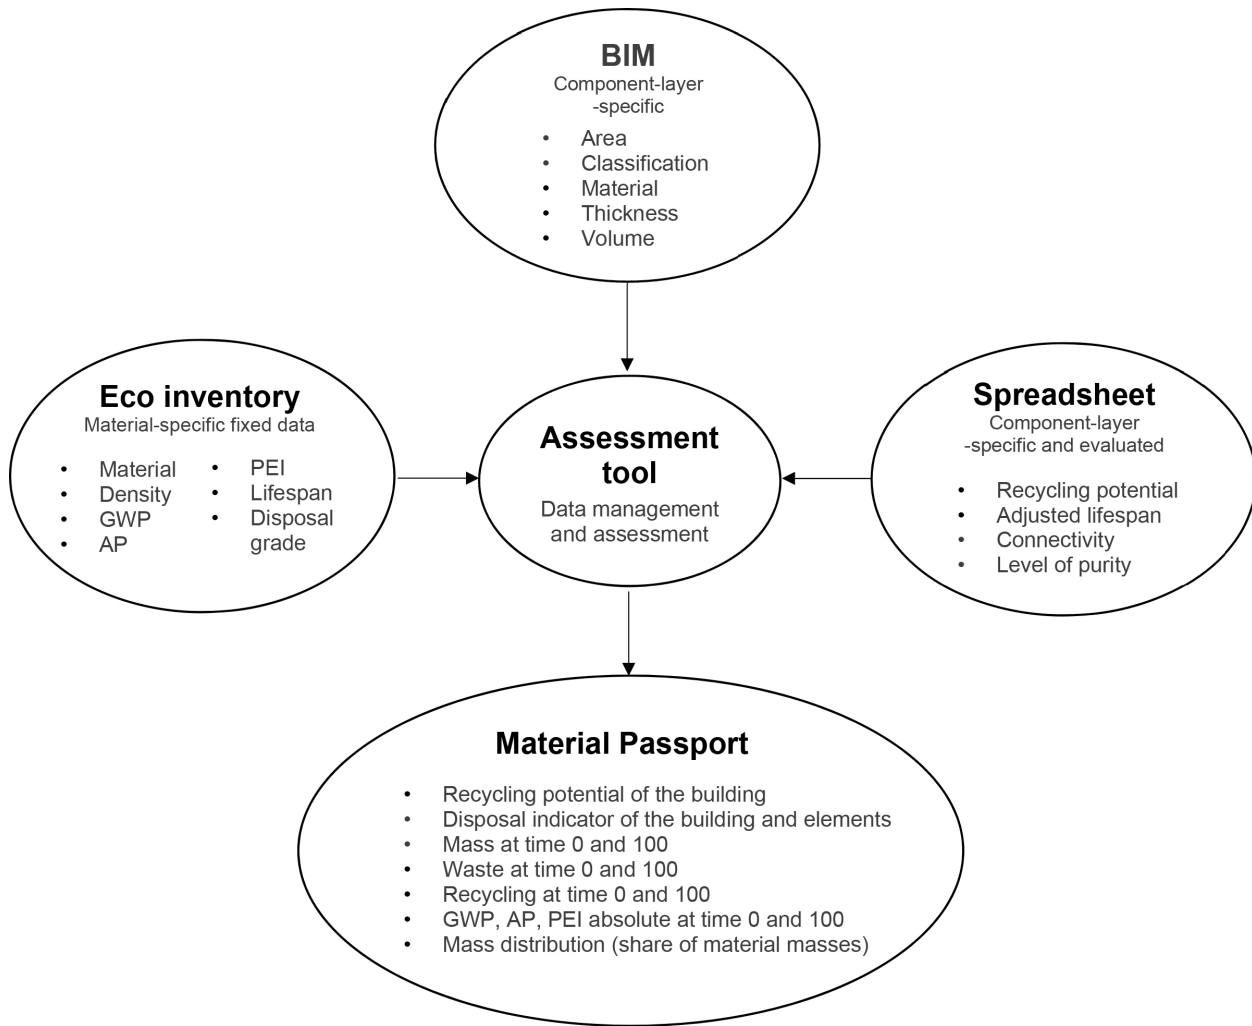 BIM
Component-layer
-specific
• Area
• Classification
• Material
• Thickness
• Volume
Eco inventory
Material-specific fixed data
• Material
• Density
• GWP
• AP
• PEI
• Lifespan
• Disposal
grade
Assessment
tool
Data management
and assessment
Spreadsheet
Component-layer
-specific and evaluated
• Recycling potential
• Adjusted lifespan
• Connectivity
• Level of purity
Material Passport
• Recycling potential of the building
• Disposal indicator of the building and elements
• Mass at time 0 and 100
• Waste at time 0 and 100
• Recycling at time 0 and 100
• GWP, AP, PEI absolute at time 0 and 100
• Mass distribution (share of material masses)